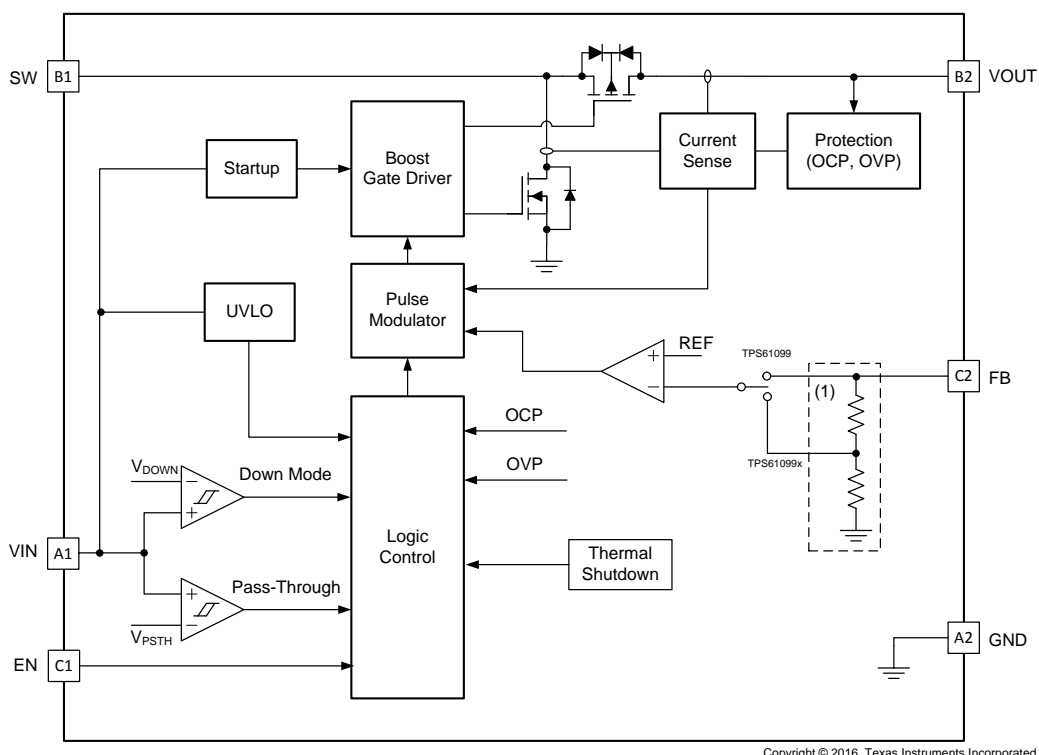 SW
B1
B2
VOUT
Startup
Boost
Gate Driver
Current
Sense
Protection
(OCP, OVP)
UVLO
Pulse
Modulator
REF
+
−
TPS61099
(1)
C2
FB
TPS61099x
OCP
OVP
VDOWN
−
+
Down Mode
VIN
A1
Logic
Control
Thermal
Shutdown
+
−
VPSTH
Pass-Through
EN
C1
A2
GND
Copyright © 2016, Texas Instruments Incorporated